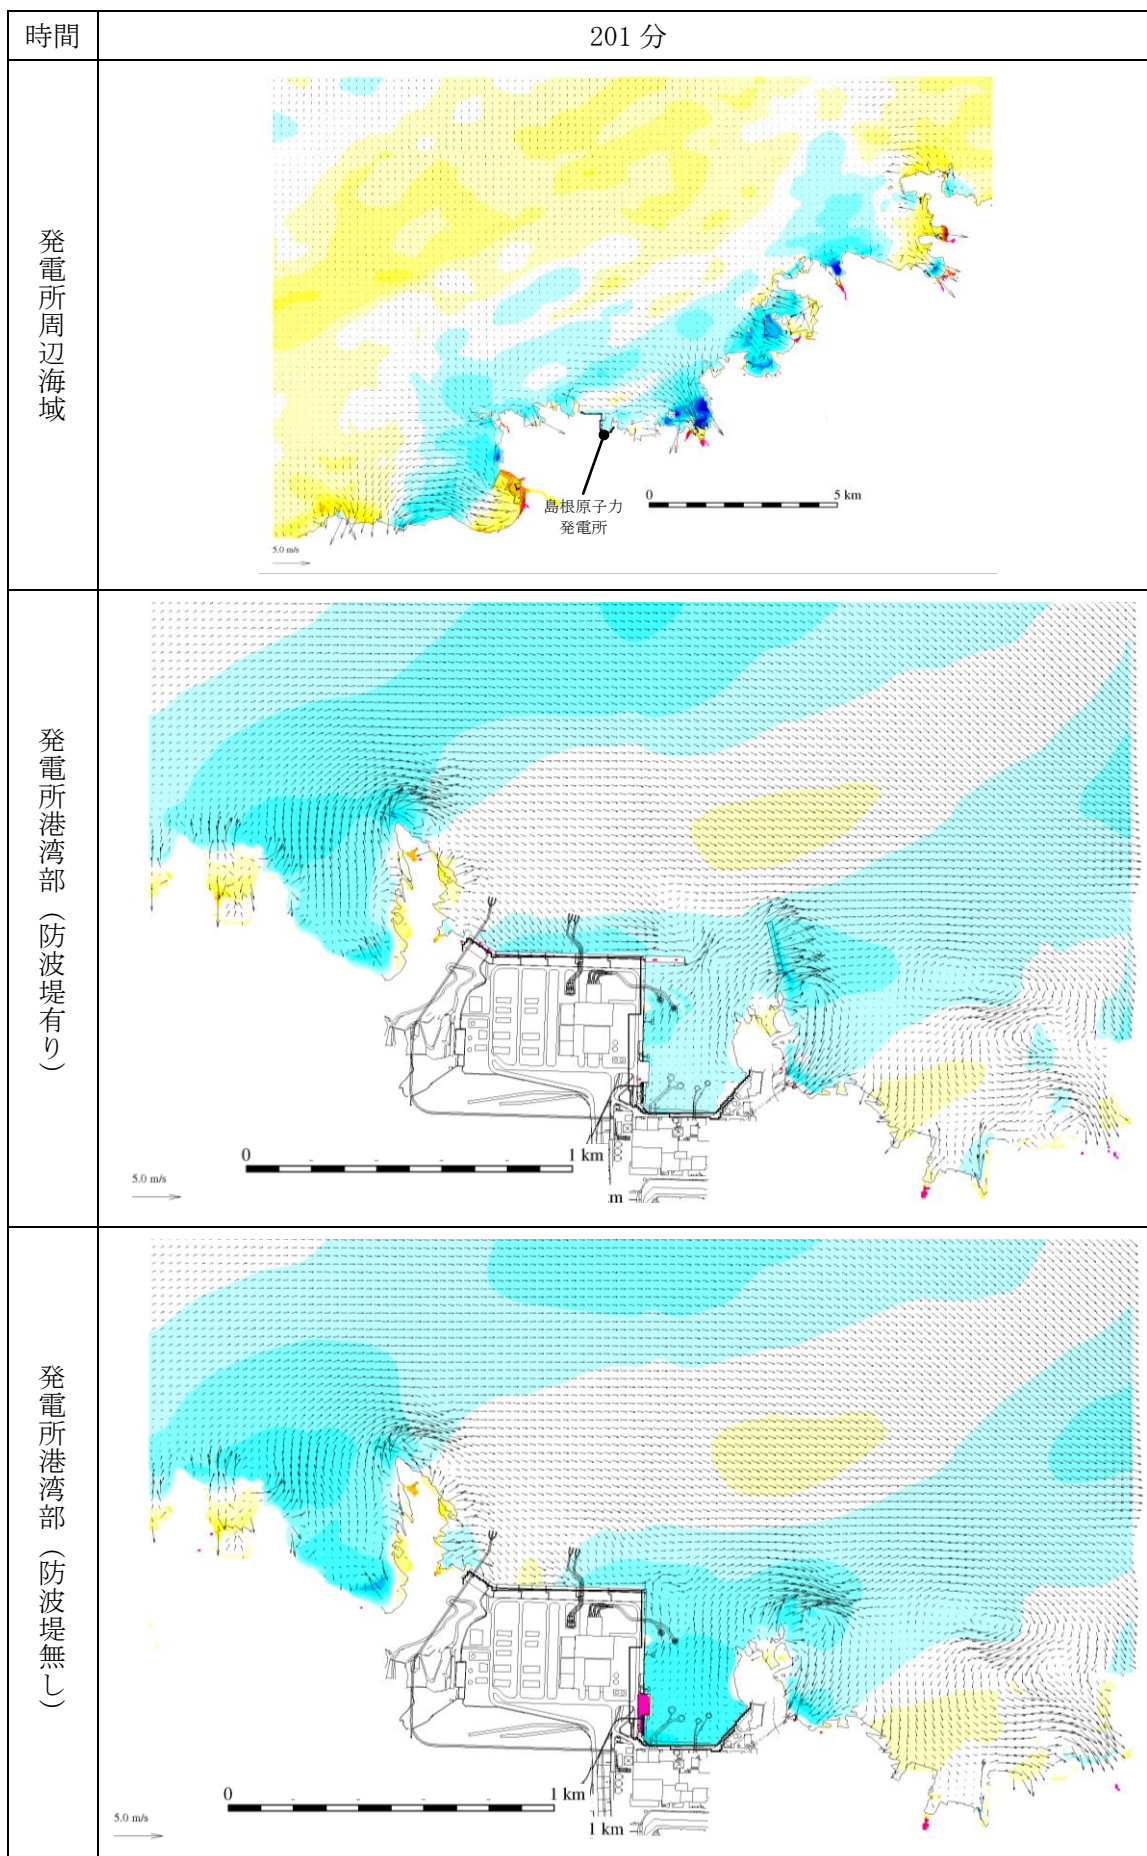 時間
201 分
発電所周辺海域
島根原子力
発電所
0
5 km
5.0 m/s
発電所港湾部（防波堤有り）
0
1 km
5.0 m/s
m
発電所港湾部（防波堤無し）
0
1 km
5.0 m/s
1 km